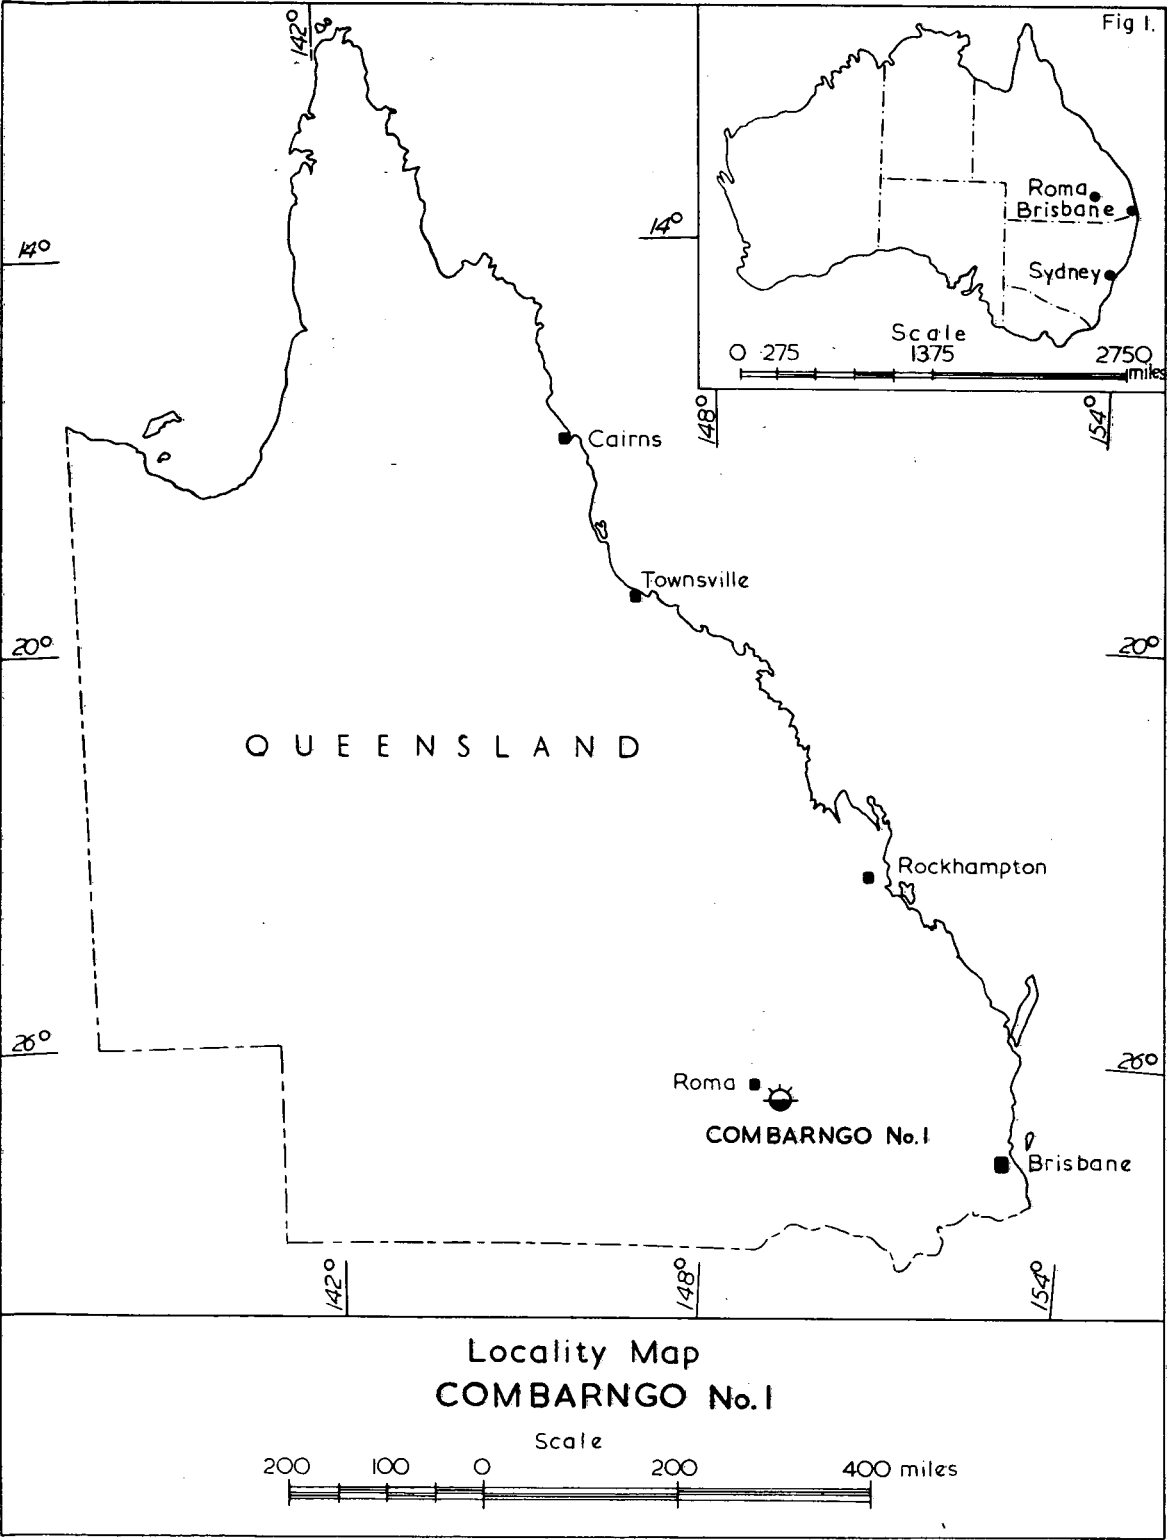 Fig 1.
142°
Roma
Brisbane
14°
14°
Sydney
Scale
0 275 1375 2750 miles
148°
154°
Cairns
Townsville
20°
20°
QUEENSLAND
Rockhampton
26°
26°
Roma
COMBARNGO No.1
Brisbane
142°
148°
154°
Locality Map
COMBARNGO No.1
Scale
200 100 0 200 400 miles